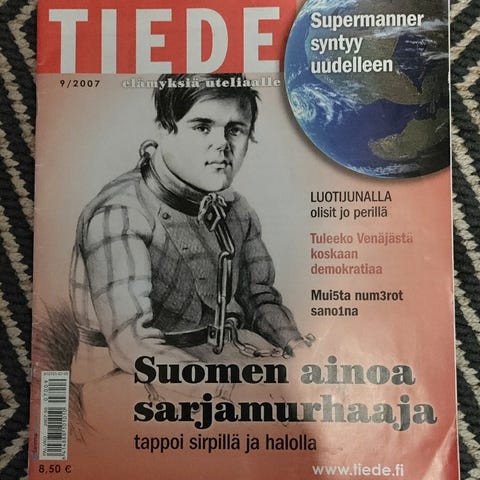 TIEDE
9/2007
elämyksiä uteliaalle
Supermanner
syntyy
uudelleen
LUOTIJUNALLA
olisit jo perillä
Tuleeko Venäjästä
koskaan
demokratiaa
Mui5ta num3rot
sano1na
Suomen ainoa
sarjamurhaaja
tappoi sirpillä ja halolla
8,50 €
www.tiede.fi